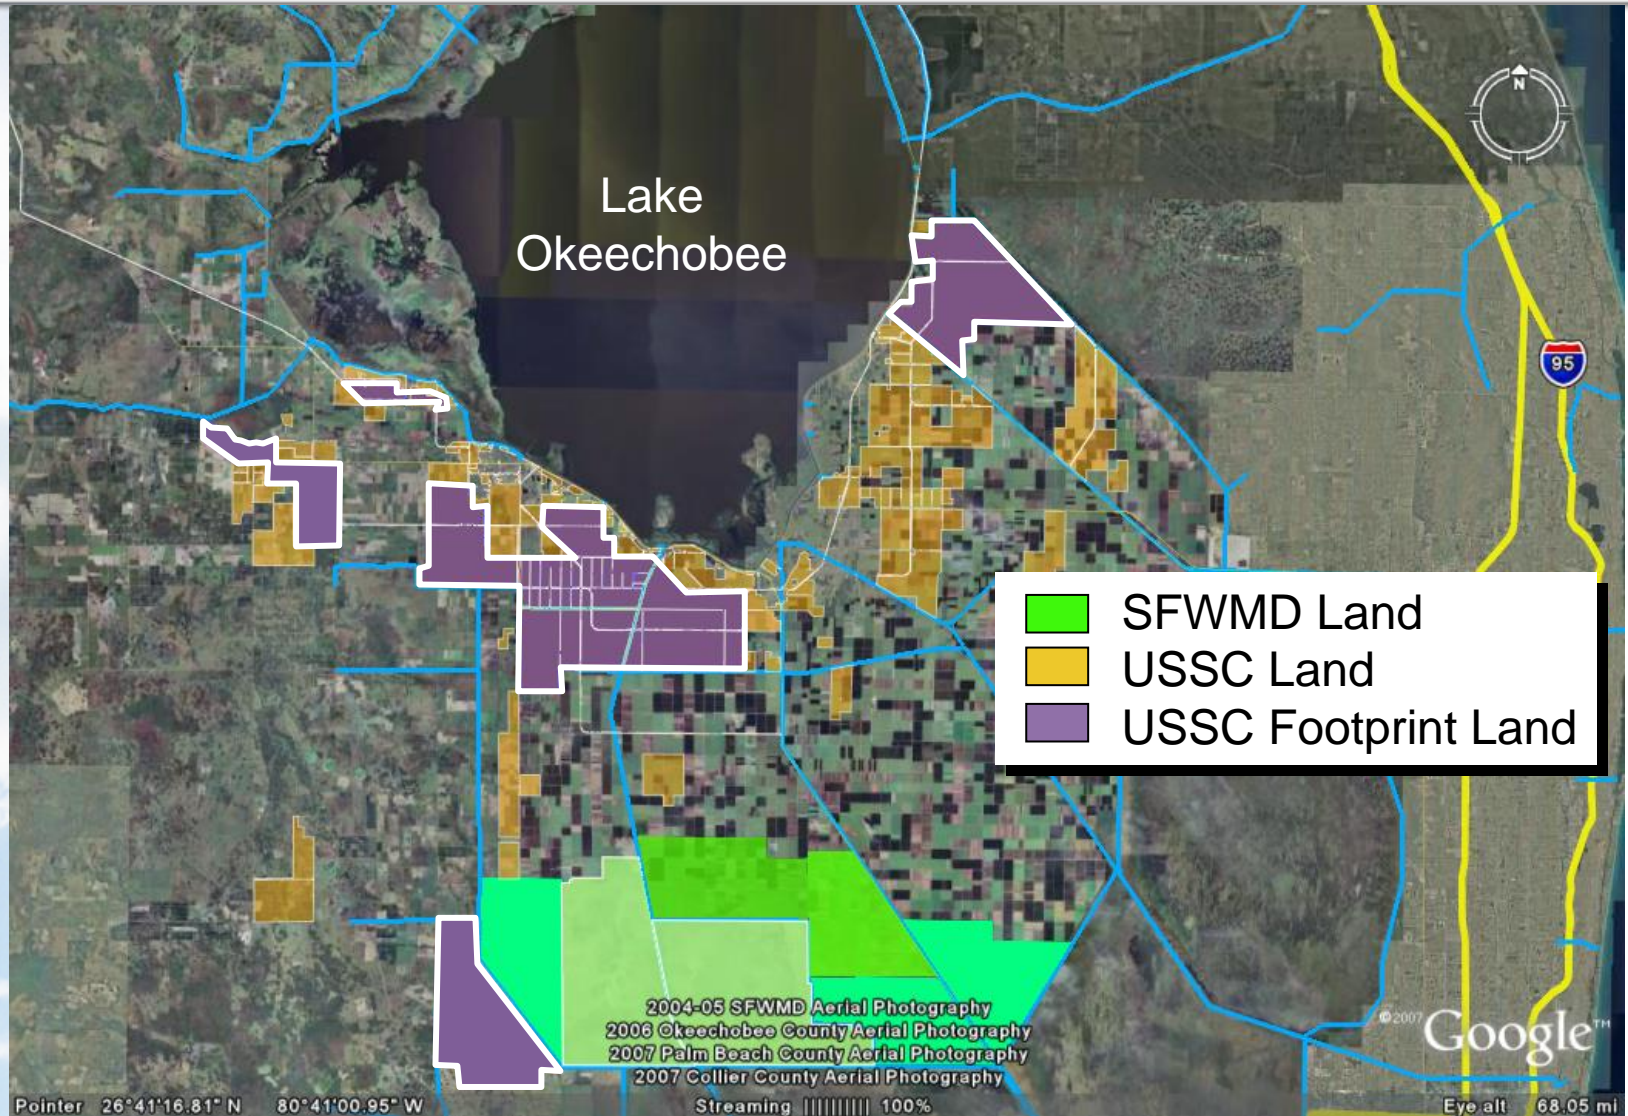 N
Lake
Okeechobee
95
SFWMD Land
USSC Land
USSC Footprint Land
2004-05 SFWMD Aerial Photography
2006 Okeechobee County Aerial Photography
2007 Palm Beach County Aerial Photography
2007 Collier County Aerial Photography
©2007 Google™
Pointer 26°41'16.81" N 80°41'00.95" W Streaming ||||||||| 100% Eye alt 68.05 mi